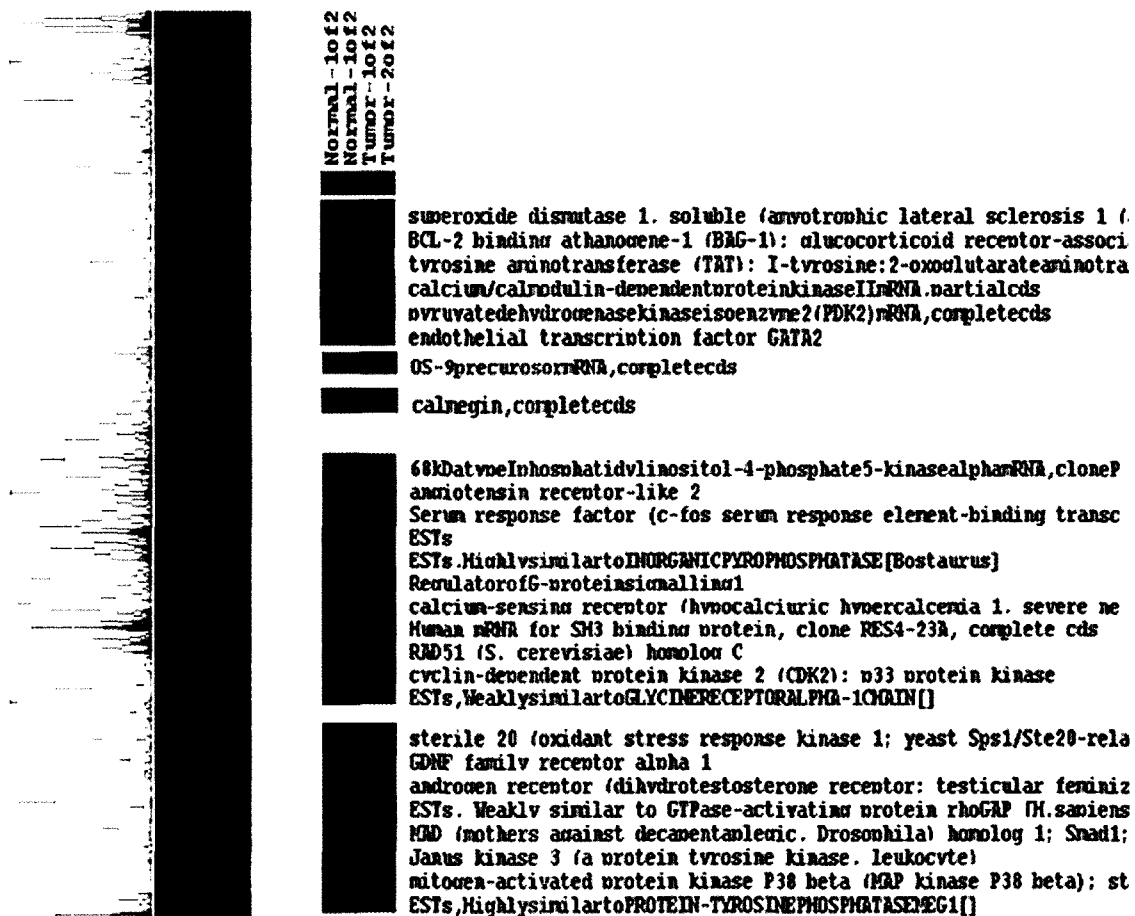 Normal-1of2
Normal-1of2
Tumor-1of2
Tumor-2of2
superoxide dismutase 1. soluble (amyotrophic lateral sclerosis 1 (
BCL-2 binding athanogene-1 (BAG-1): glucocorticoid receptor-associ
tyrosine aminotransferase (TAT): I-tyrosine:2-oxoglutarateaminotra
calcium/calmodulin-dependentproteinkinaseIImRNA.partialcds
pyruvatedehydrogenasekinaseisoenzyme2(PDK2)mRNA,completecds
endothelial transcription factor GATA2
OS-9precurosormRNA,completecds
calmegin,completecds
68kDatypeIphosphatidylinositol-4-phosphate5-kinasealphamRNA,cloneP
angiotensin receptor-like 2
Serum response factor (c-fos serum response element-binding transc
ESTs
ESTs.HighlysimilartoINORGANICPYROPHOSPHATASE[Bostaurus]
RegulatorofG-proteinsignalling1
calcium-sensing receptor (hypocalciuric hypercalcemia 1. severe ne
Human mRNA for SH3 binding protein, clone RES4-23A, complete cds
RAD51 (S. cerevisiae) homolog C
cyclin-dependent protein kinase 2 (CDK2): p33 protein kinase
ESTs,WeaklysimilartoGLYCINERECEPTORALPHA-1CHAIN[]
sterile 20 (oxidant stress response kinase 1; yeast Sps1/Ste20-rela
GDNF family receptor alpha 1
androgen receptor (dihydrotestosterone receptor: testicular feminiz
ESTs. Weakly similar to GTPase-activating protein rhoGAP [H.sapiens
MAD (mothers against decapentaplegic. Drosophila) homolog 1; Smad1;
Janus kinase 3 (a protein tyrosine kinase. leukocyte)
mitogen-activated protein kinase P38 beta (MAP kinase P38 beta); st
ESTs,HighlysimilartoPROTEIN-TYROSINEPHOSPHATASEMEG1[]